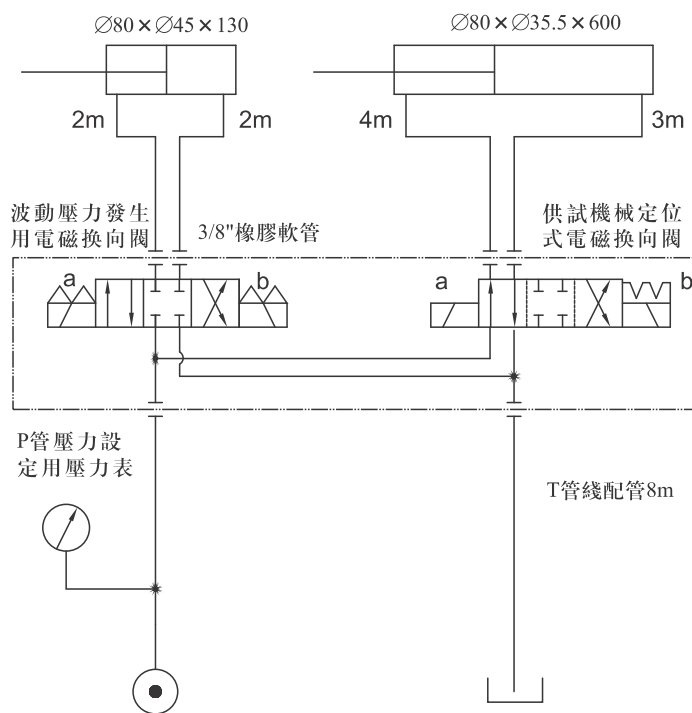 ∅80×∅45×130
∅80×∅35.5×600
2m
2m
4m
3m
波動壓力發生
用電磁換向閥
3/8"橡膠軟管
供試機械定位
式電磁換向閥
a
b
a
b
P管壓力設
定用壓力表
T管綫配管8m